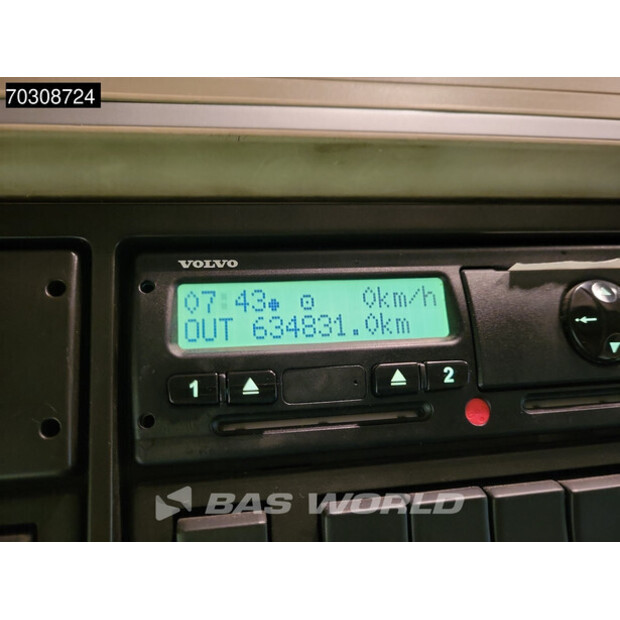 70308724
VOLVO
07:43 0km/h
OUT 634831.0km
1 2
BAS WORLD